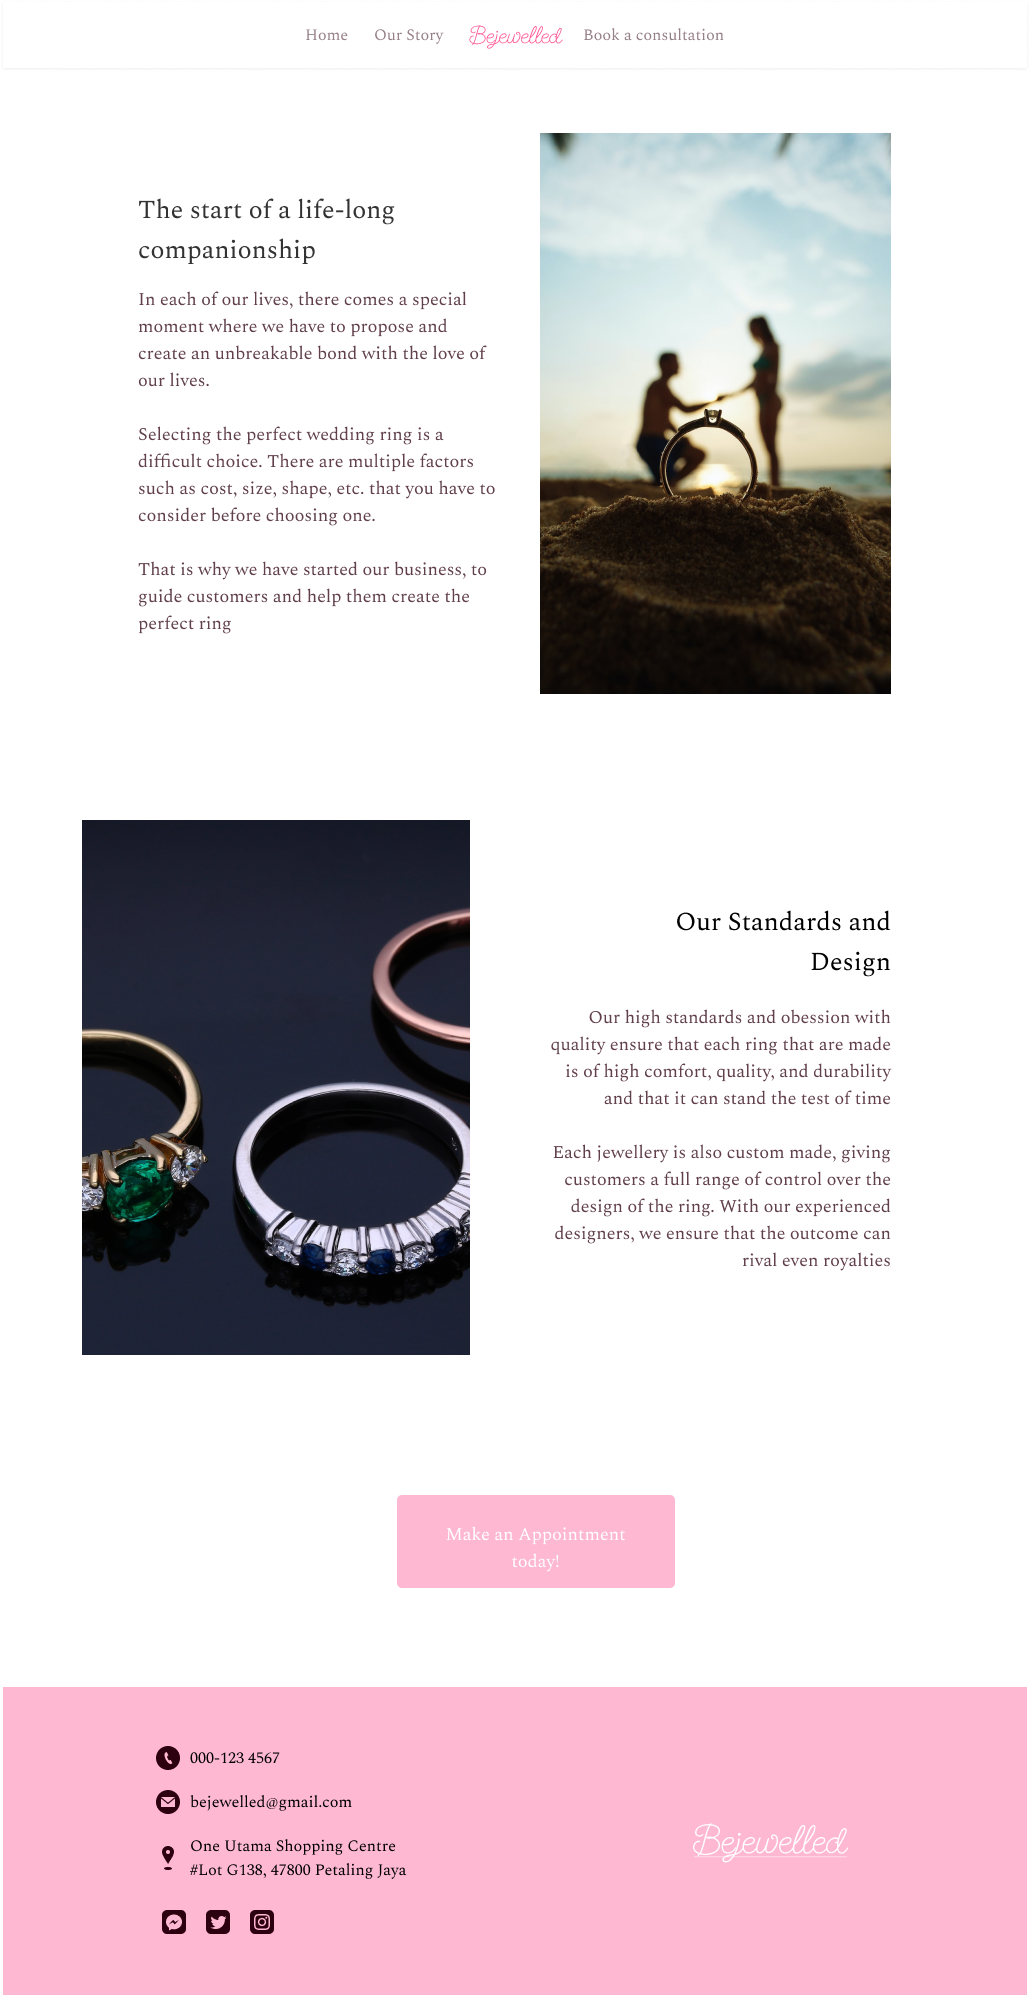 Home Our Story Bejewelled Book a consultation
The start of a life-long
companionship
In each of our lives, there comes a special
moment where we have to propose and
create an unbreakable bond with the love of
our lives.
Selecting the perfect wedding ring is a
difficult choice. There are multiple factors
such as cost, size, shape, etc. that you have to
consider before choosing one.
That is why we have started our business, to
guide customers and help them create the
perfect ring
Our Standards and
Design
Our high standards and obession with
quality ensure that each ring that are made
is of high comfort, quality, and durability
and that it can stand the test of time
Each jewellery is also custom made, giving
customers a full range of control over the
design of the ring. With our experienced
designers, we ensure that the outcome can
rival even royalties
Make an Appointment
today!
000-123 4567
bejewelled@gmail.com
One Utama Shopping Centre
#Lot G138, 47800 Petaling Jaya
Bejewelled